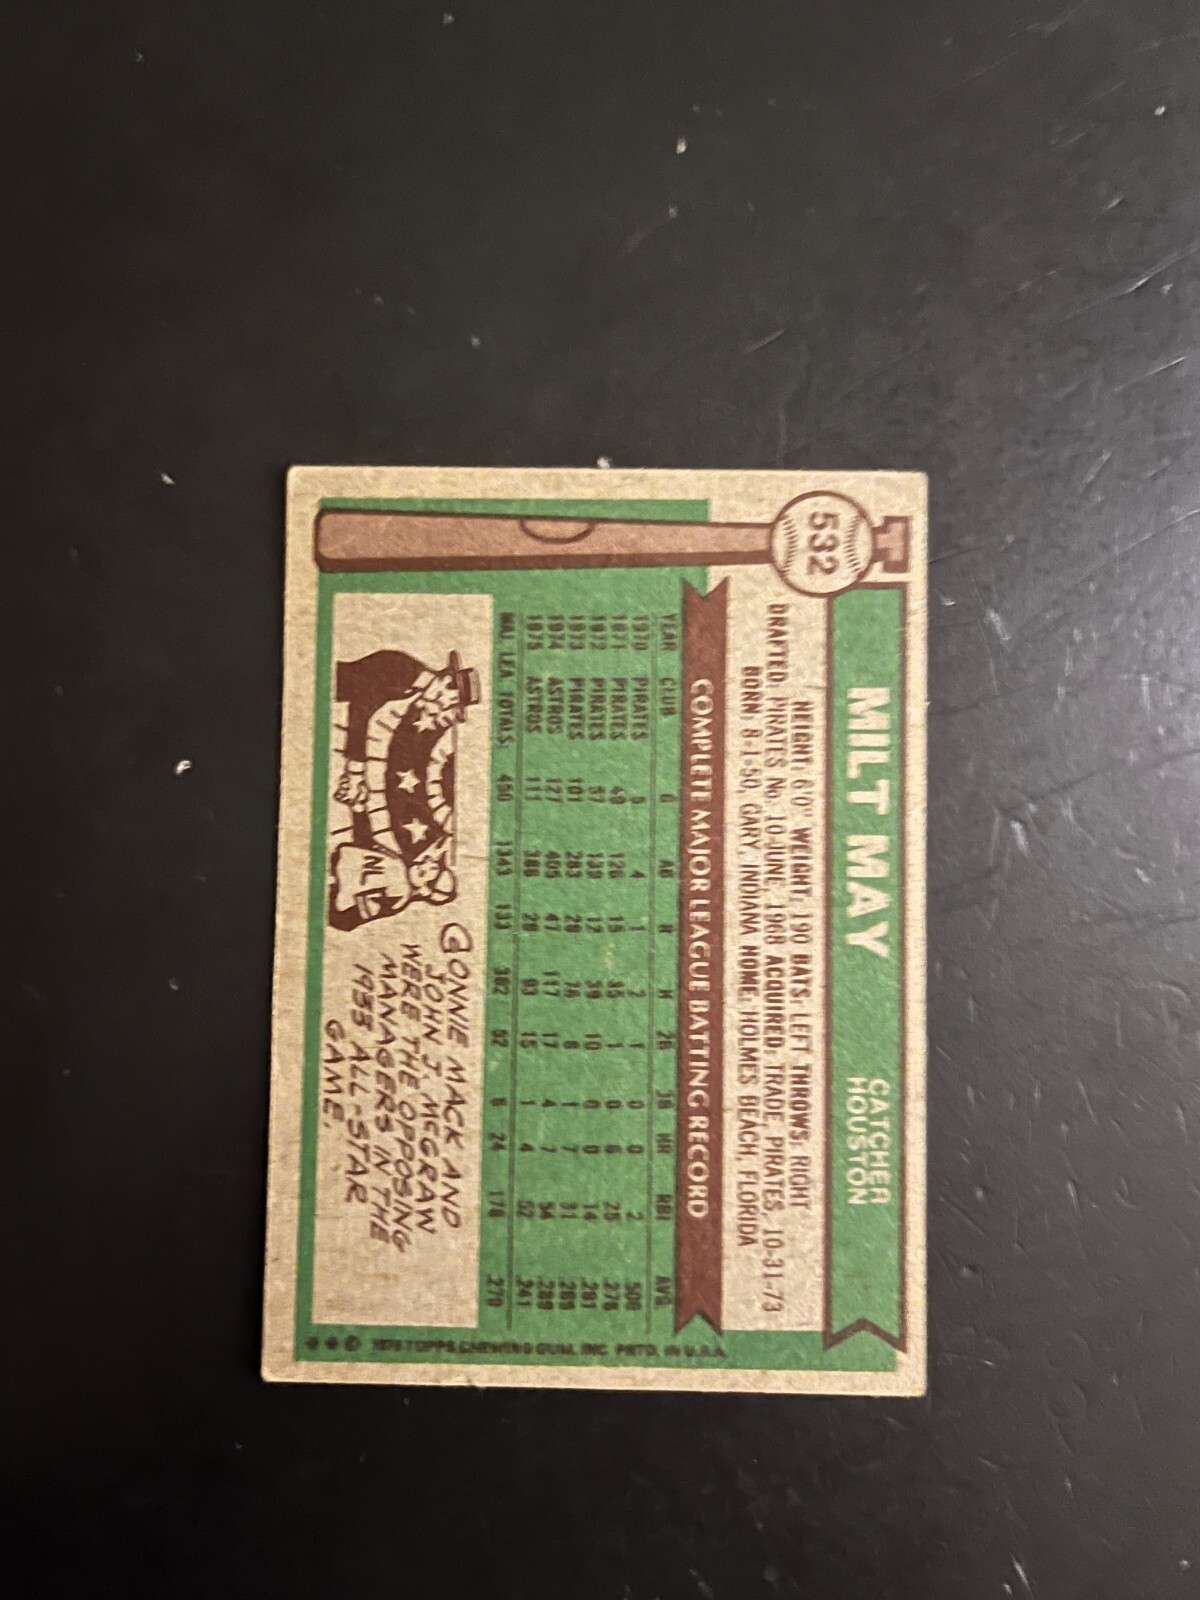 532
MILT MAY
CATCHER
HOUSTON
HEIGHT: 6'0" WEIGHT: 190 BATS: LEFT THROWS: RIGHT
DRAFTED: PIRATES No. 10-JUNE, 1968 ACQUIRED: TRADE, PIRATES, 10-31-73
BORN: 8-1-50, GARY, INDIANA HOME: HOLMES BEACH, FLORIDA
COMPLETE MAJOR LEAGUE BATTING RECORD
YEAR CLUB G AB R H 2B 3B HR RBI AVG.
1970 PIRATES 5 4 1 2 1 0 0 2 .500
1971 PIRATES 49 126 15 35 1 0 6 25 .278
1972 PIRATES 57 139 12 39 10 0 0 14 .281
1973 PIRATES 101 283 29 76 8 1 7 31 .269
1974 ASTROS 127 405 47 117 17 4 7 54 .289
1975 ASTROS 111 386 29 93 15 1 4 52 .241
MAJ. LEA. TOTALS 450 1343 133 362 52 6 24 178 .270
NL
CONNIE MACK AND
JOHN J. McGRAW
WERE THE OPPOSING
MANAGERS IN THE
1933 ALL-STAR
GAME.
* * © 1976 TOPPS CHEWING GUM, INC. PRTD. IN U.S.A.